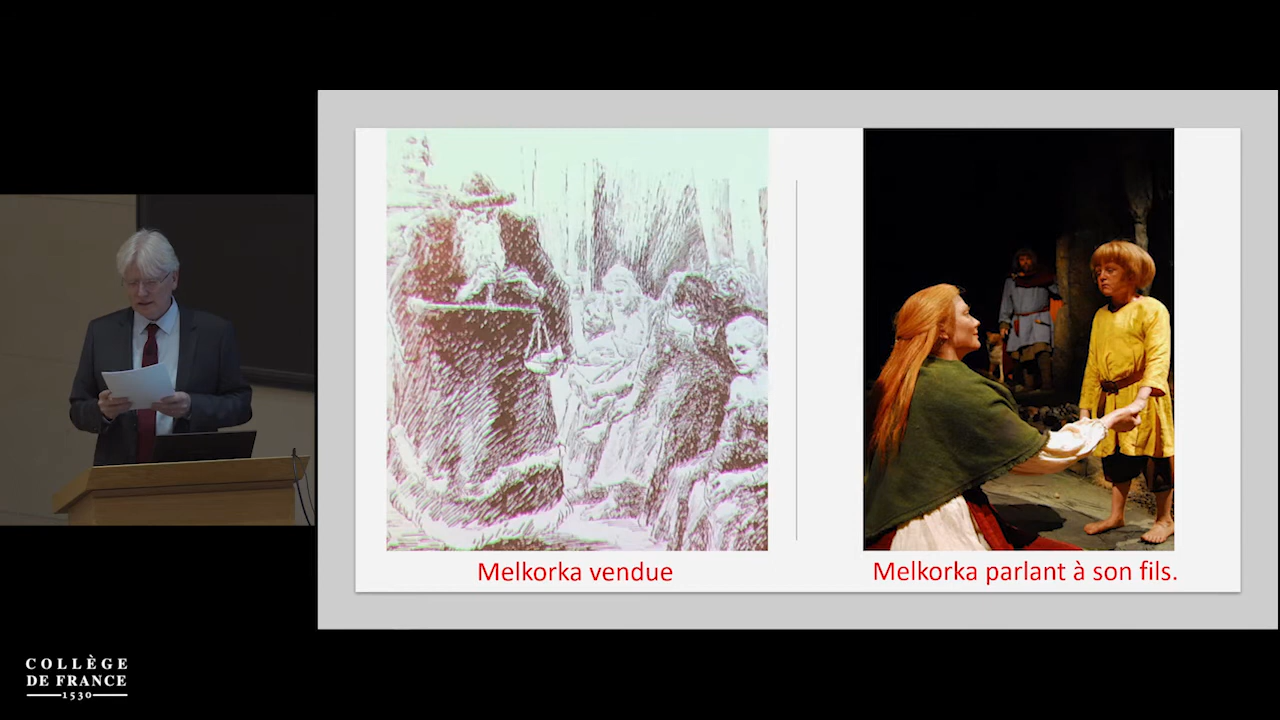 Melkorka vendue
Melkorka parlant à son fils.
COLLÈGE
DE FRANCE
1530